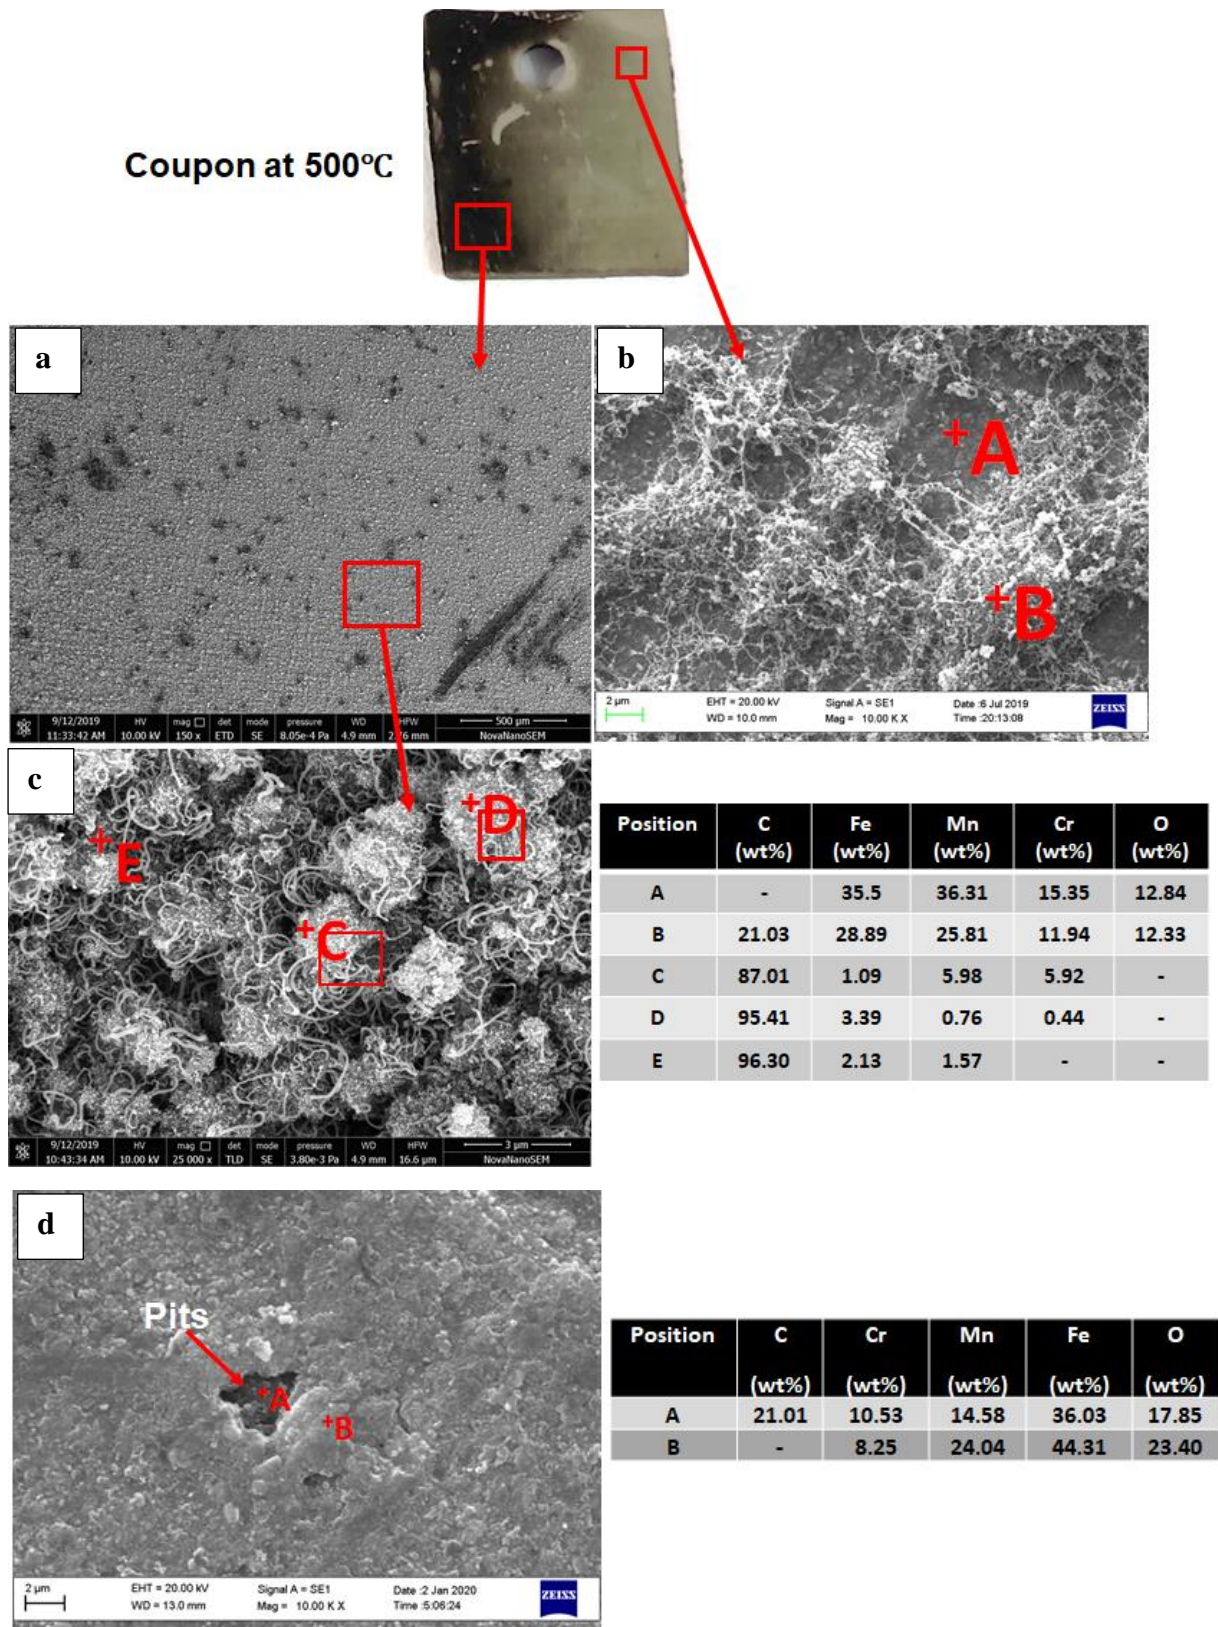 Coupon at 500℃
a
b
+A
+B
9/12/2019 HV mag □ det mode pressure WD HFW 500 µm
11:33:42 AM 10.00 kV 150 x ETD SE 8.05e-4 Pa 4.9 mm 2.76 mm NovaNanoSEM
2 µm EHT = 20.00 kV Signal A = SE1 Date :6 Jul 2019 ZEISS
WD = 10.0 mm Mag = 10.00 K X Time :20:13:08
c
+D
+E
+C
9/12/2019 HV mag □ det mode pressure WD HFW 3 µm
10:43:34 AM 10.00 kV 25 000 x TLD SE 3.80e-3 Pa 4.9 mm 16.6 µm NovaNanoSEM
Position C Fe Mn Cr O
(wt%) (wt%) (wt%) (wt%) (wt%)
A - 35.5 36.31 15.35 12.84
B 21.03 28.89 25.81 11.94 12.33
C 87.01 1.09 5.98 5.92 -
D 95.41 3.39 0.76 0.44 -
E 96.30 2.13 1.57 - -
d
Pits
+A
+B
2 µm EHT = 20.00 kV Signal A = SE1 Date :2 Jan 2020 ZEISS
WD = 13.0 mm Mag = 10.00 K X Time :5:06:24
Position C Cr Mn Fe O
(wt%) (wt%) (wt%) (wt%) (wt%)
A 21.01 10.53 14.58 36.03 17.85
B - 8.25 24.04 44.31 23.40